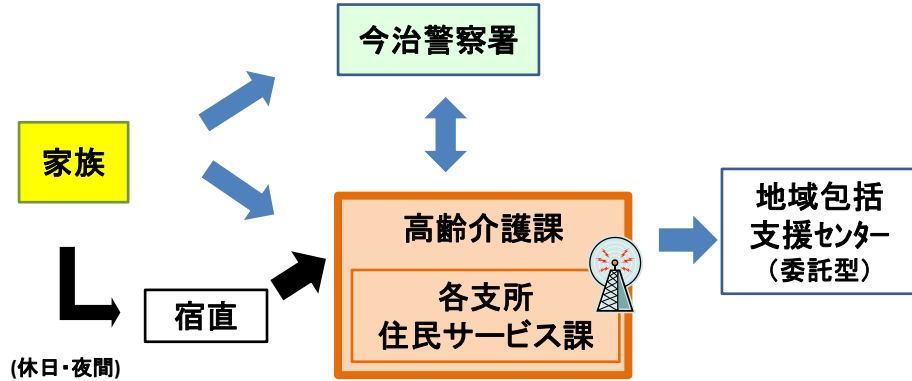 今治警察署
家族
高齢介護課
各支所
住民サービス課
地域包括
支援センター
（委託型）
宿直
(休日・夜間)